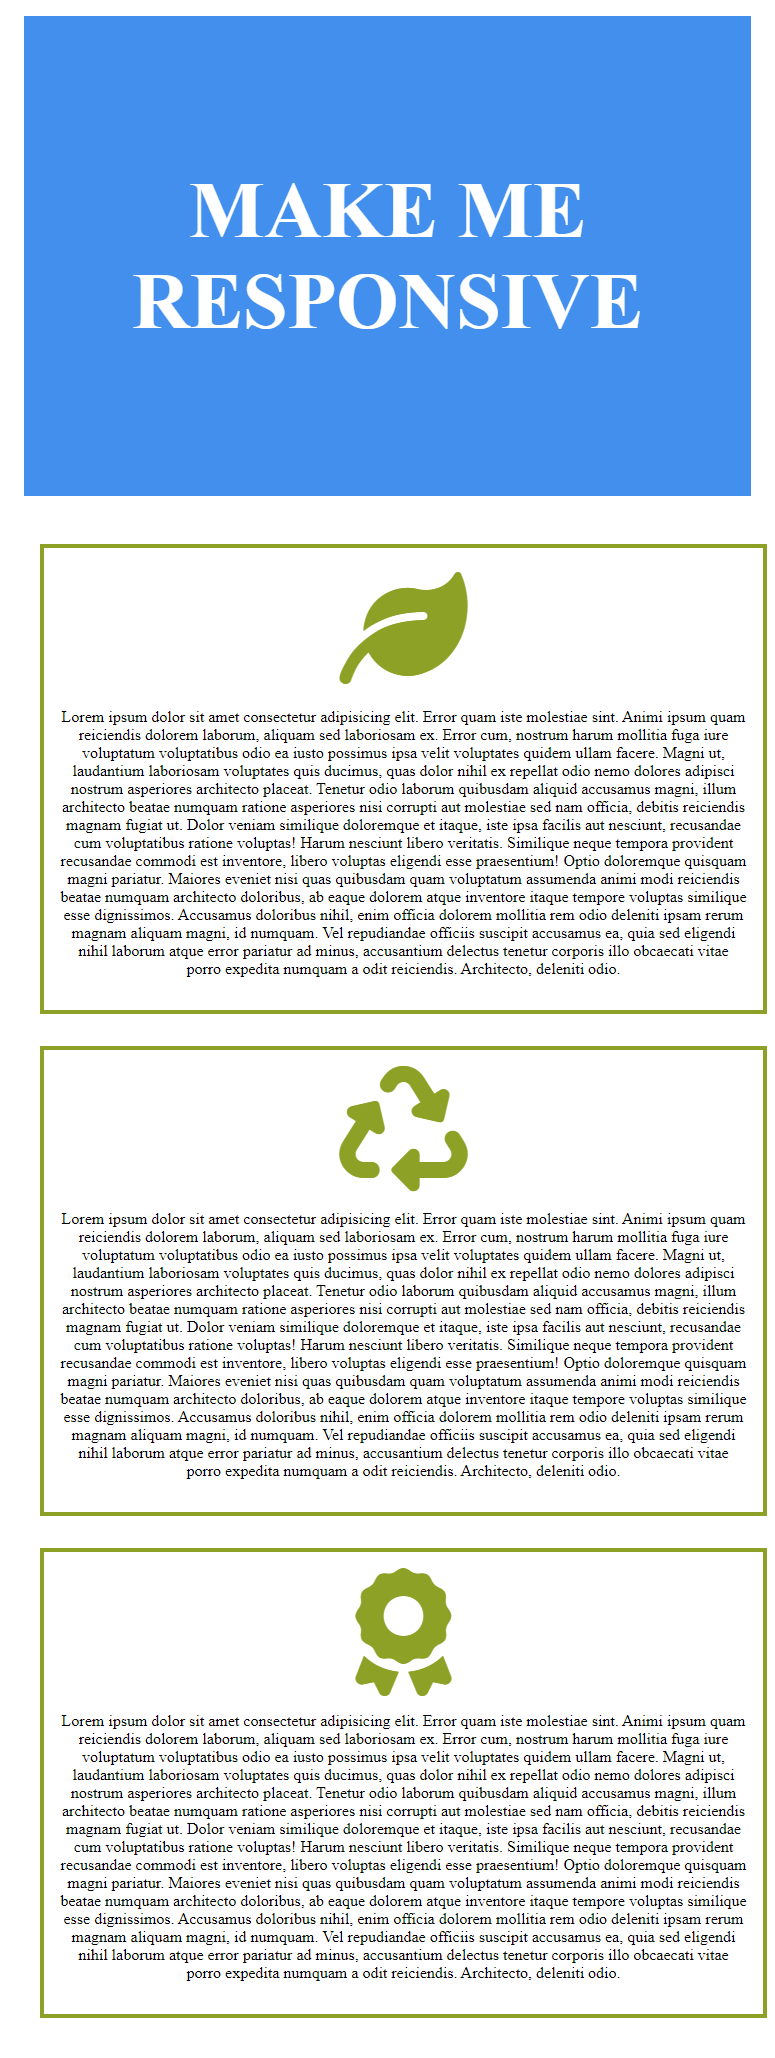 MAKE ME
RESPONSIVE
Lorem ipsum dolor sit amet consectetur adipisicing elit. Error quam iste molestiae sint. Animi ipsum quam
reiciendis dolorem laborum, aliquam sed laboriosam ex. Error cum, nostrum harum mollitia fuga iure
voluptatum voluptatibus odio ea iusto possimus ipsa velit voluptates quidem ullam facere. Magni ut,
laudantium laboriosam voluptates quis ducimus, quas dolor nihil ex repellat odio nemo dolores adipisci
nostrum asperiores architecto placeat. Tenetur odio laborum quibusdam aliquid accusamus magni, illum
architecto beatae numquam ratione asperiores nisi corrupti aut molestiae sed nam officia, debitis reiciendis
magnam fugiat ut. Dolor veniam similique doloremque et itaque, iste ipsa facilis aut nesciunt, recusandae
cum voluptatibus ratione voluptas! Harum nesciunt libero veritatis. Similique neque tempora provident
recusandae commodi est inventore, libero voluptas eligendi esse praesentium! Optio doloremque quisquam
magni pariatur. Maiores eveniet nisi quas quibusdam quam voluptatum assumenda animi modi reiciendis
beatae numquam architecto doloribus, ab eaque dolorem atque inventore itaque tempore voluptas similique
esse dignissimos. Accusamus doloribus nihil, enim officia dolorem mollitia rem odio deleniti ipsam rerum
magnam aliquam magni, id numquam. Vel repudiandae officiis suscipit accusamus ea, quia sed eligendi
nihil laborum atque error pariatur ad minus, accusantium delectus tenetur corporis illo obcaecati vitae
porro expedita numquam a odit reiciendis. Architecto, deleniti odio.
Lorem ipsum dolor sit amet consectetur adipisicing elit. Error quam iste molestiae sint. Animi ipsum quam
reiciendis dolorem laborum, aliquam sed laboriosam ex. Error cum, nostrum harum mollitia fuga iure
voluptatum voluptatibus odio ea iusto possimus ipsa velit voluptates quidem ullam facere. Magni ut,
laudantium laboriosam voluptates quis ducimus, quas dolor nihil ex repellat odio nemo dolores adipisci
nostrum asperiores architecto placeat. Tenetur odio laborum quibusdam aliquid accusamus magni, illum
architecto beatae numquam ratione asperiores nisi corrupti aut molestiae sed nam officia, debitis reiciendis
magnam fugiat ut. Dolor veniam similique doloremque et itaque, iste ipsa facilis aut nesciunt, recusandae
cum voluptatibus ratione voluptas! Harum nesciunt libero veritatis. Similique neque tempora provident
recusandae commodi est inventore, libero voluptas eligendi esse praesentium! Optio doloremque quisquam
magni pariatur. Maiores eveniet nisi quas quibusdam quam voluptatum assumenda animi modi reiciendis
beatae numquam architecto doloribus, ab eaque dolorem atque inventore itaque tempore voluptas similique
esse dignissimos. Accusamus doloribus nihil, enim officia dolorem mollitia rem odio deleniti ipsam rerum
magnam aliquam magni, id numquam. Vel repudiandae officiis suscipit accusamus ea, quia sed eligendi
nihil laborum atque error pariatur ad minus, accusantium delectus tenetur corporis illo obcaecati vitae
porro expedita numquam a odit reiciendis. Architecto, deleniti odio.
Lorem ipsum dolor sit amet consectetur adipisicing elit. Error quam iste molestiae sint. Animi ipsum quam
reiciendis dolorem laborum, aliquam sed laboriosam ex. Error cum, nostrum harum mollitia fuga iure
voluptatum voluptatibus odio ea iusto possimus ipsa velit voluptates quidem ullam facere. Magni ut,
laudantium laboriosam voluptates quis ducimus, quas dolor nihil ex repellat odio nemo dolores adipisci
nostrum asperiores architecto placeat. Tenetur odio laborum quibusdam aliquid accusamus magni, illum
architecto beatae numquam ratione asperiores nisi corrupti aut molestiae sed nam officia, debitis reiciendis
magnam fugiat ut. Dolor veniam similique doloremque et itaque, iste ipsa facilis aut nesciunt, recusandae
cum voluptatibus ratione voluptas! Harum nesciunt libero veritatis. Similique neque tempora provident
recusandae commodi est inventore, libero voluptas eligendi esse praesentium! Optio doloremque quisquam
magni pariatur. Maiores eveniet nisi quas quibusdam quam voluptatum assumenda animi modi reiciendis
beatae numquam architecto doloribus, ab eaque dolorem atque inventore itaque tempore voluptas similique
esse dignissimos. Accusamus doloribus nihil, enim officia dolorem mollitia rem odio deleniti ipsam rerum
magnam aliquam magni, id numquam. Vel repudiandae officiis suscipit accusamus ea, quia sed eligendi
nihil laborum atque error pariatur ad minus, accusantium delectus tenetur corporis illo obcaecati vitae
porro expedita numquam a odit reiciendis. Architecto, deleniti odio.